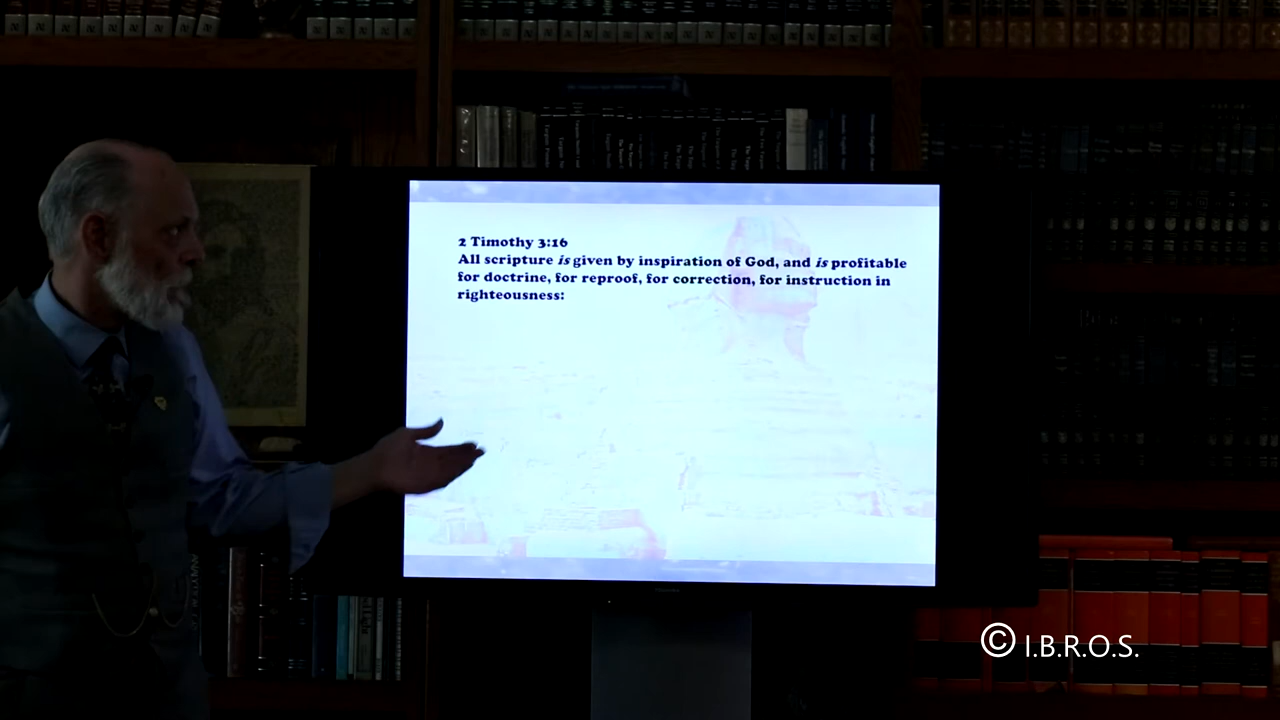 2 Timothy 3:16
All scripture is given by inspiration of God, and is profitable
for doctrine, for reproof, for correction, for instruction in
righteousness:
© I.B.R.O.S.